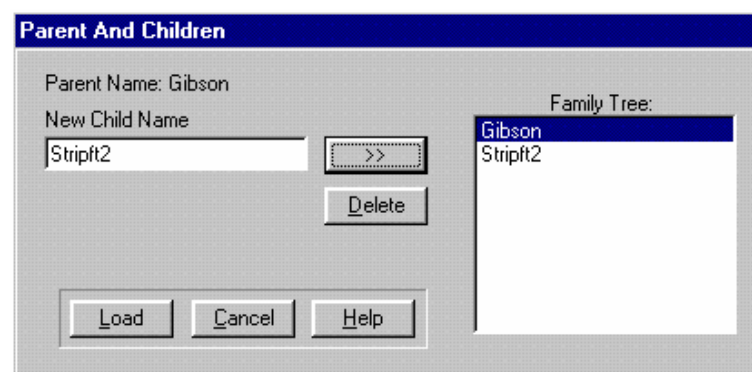 Parent And Children
Parent Name: Gibson
New Child Name
Stripft2
>>
Delete
Load
Cancel
Help
Family Tree:
Gibson
Stripft2